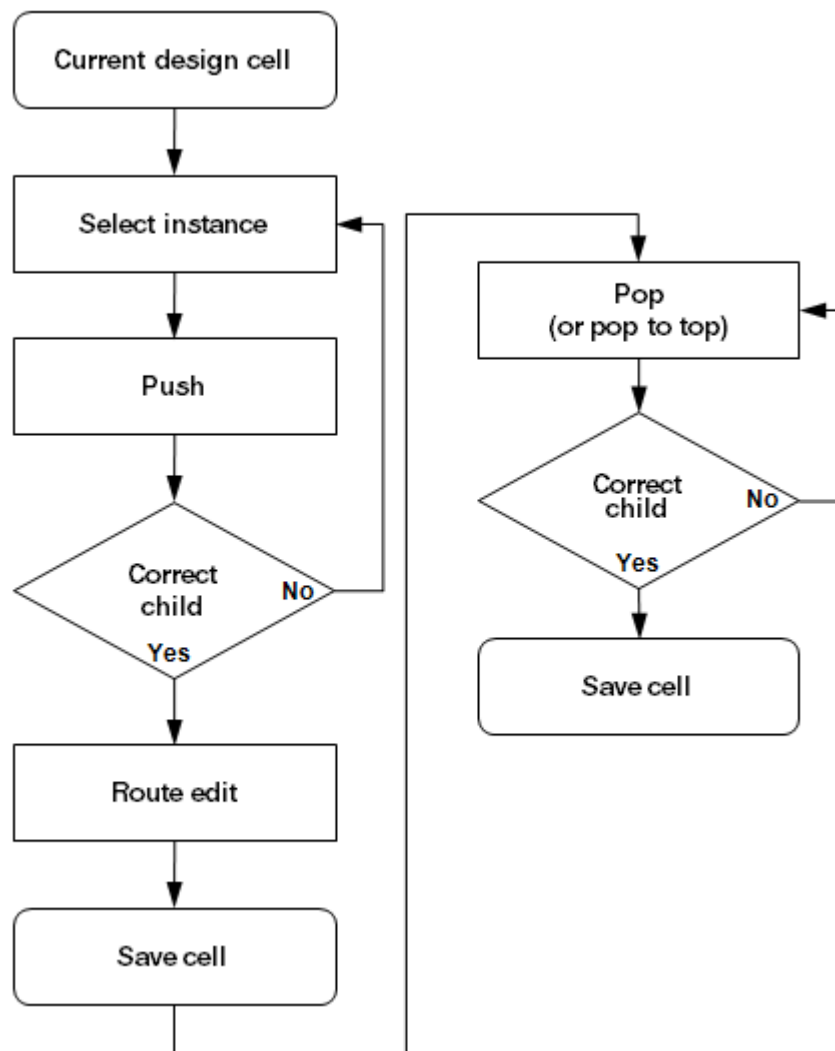 Current design cell
Select instance
Push
Correct
child
No
Yes
Route edit
Save cell
Pop
(or pop to top)
Correct
child
No
Yes
Save cell